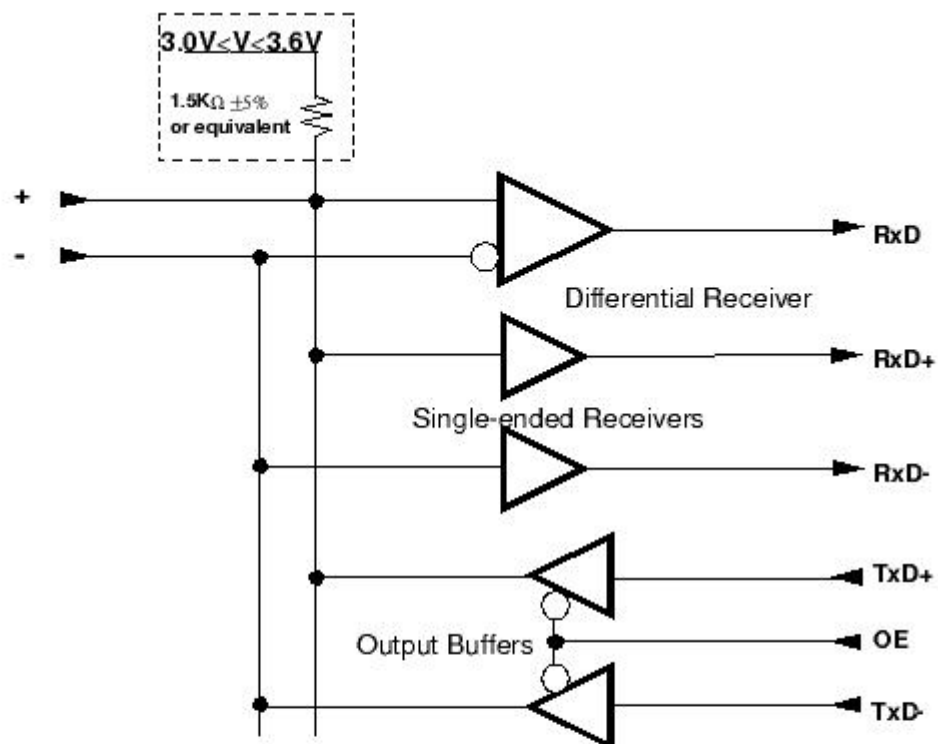 3.0V<V<3.6V
1.5KΩ ±5%
or equivalent
+
-
RxD
Differential Receiver
RxD+
Single-ended Receivers
RxD-
TxD+
Output Buffers
OE
TxD-